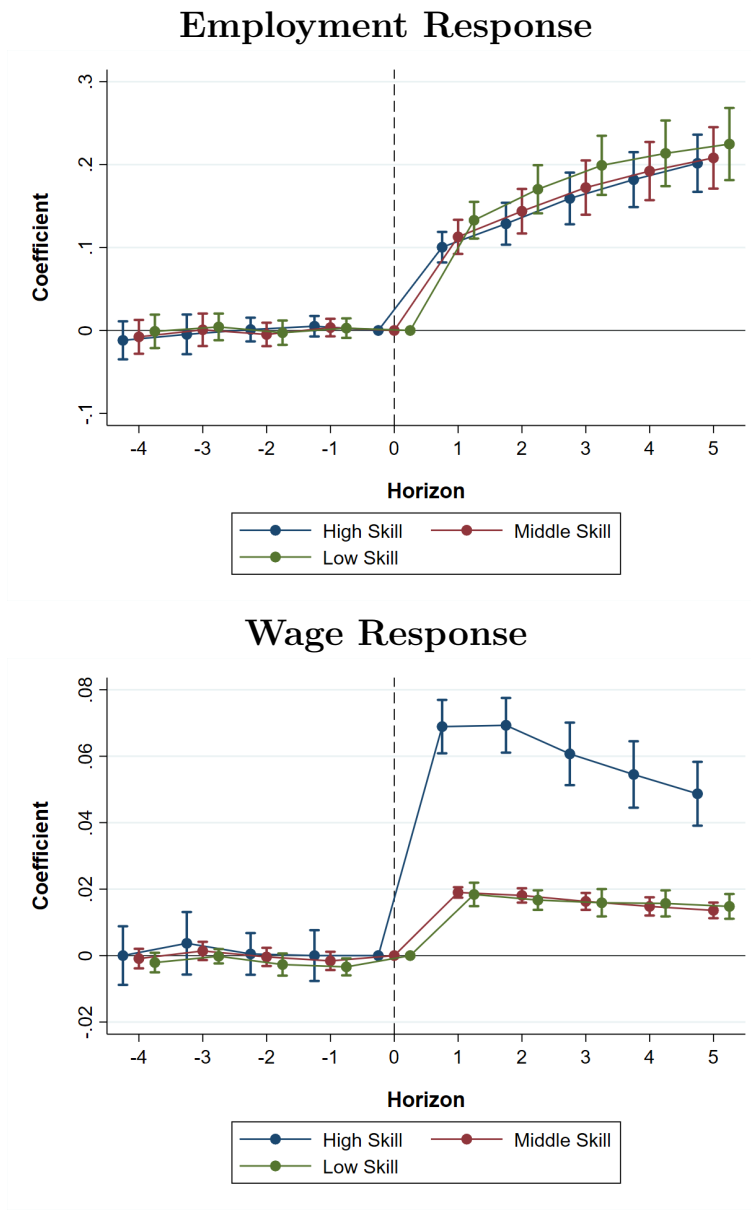 Employment Response
.3
.2
.1
0
-.1
Coefficient
-4 -3 -2 -1 0 1 2 3 4 5
Horizon
High Skill Middle Skill
Low Skill
Wage Response
.08
.06
.04
.02
0
-.02
Coefficient
-4 -3 -2 -1 0 1 2 3 4 5
Horizon
High Skill Middle Skill
Low Skill